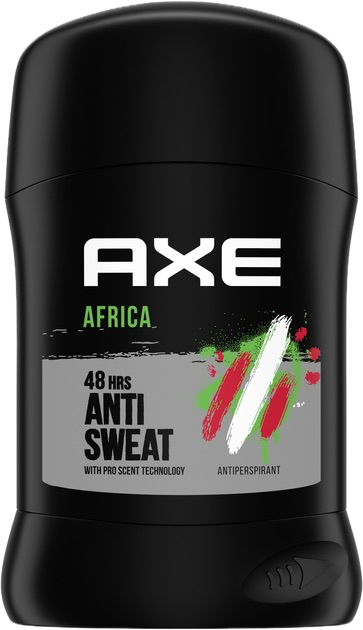 AXE
AFRICA
48 HRS
ANTI
SWEAT
WITH PRO SCENT TECHNOLOGY
ANTIPERSPIRANT